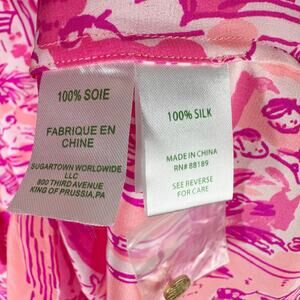 100% SOIE
FABRIQUE EN
CHINE
SUGARTOWN WORLDWIDE
LLC
800 THIRD AVENUE
KING OF PRUSSIA,PA
100% SILK
MADE IN CHINA
RN# 88189
SEE REVERSE
FOR CARE